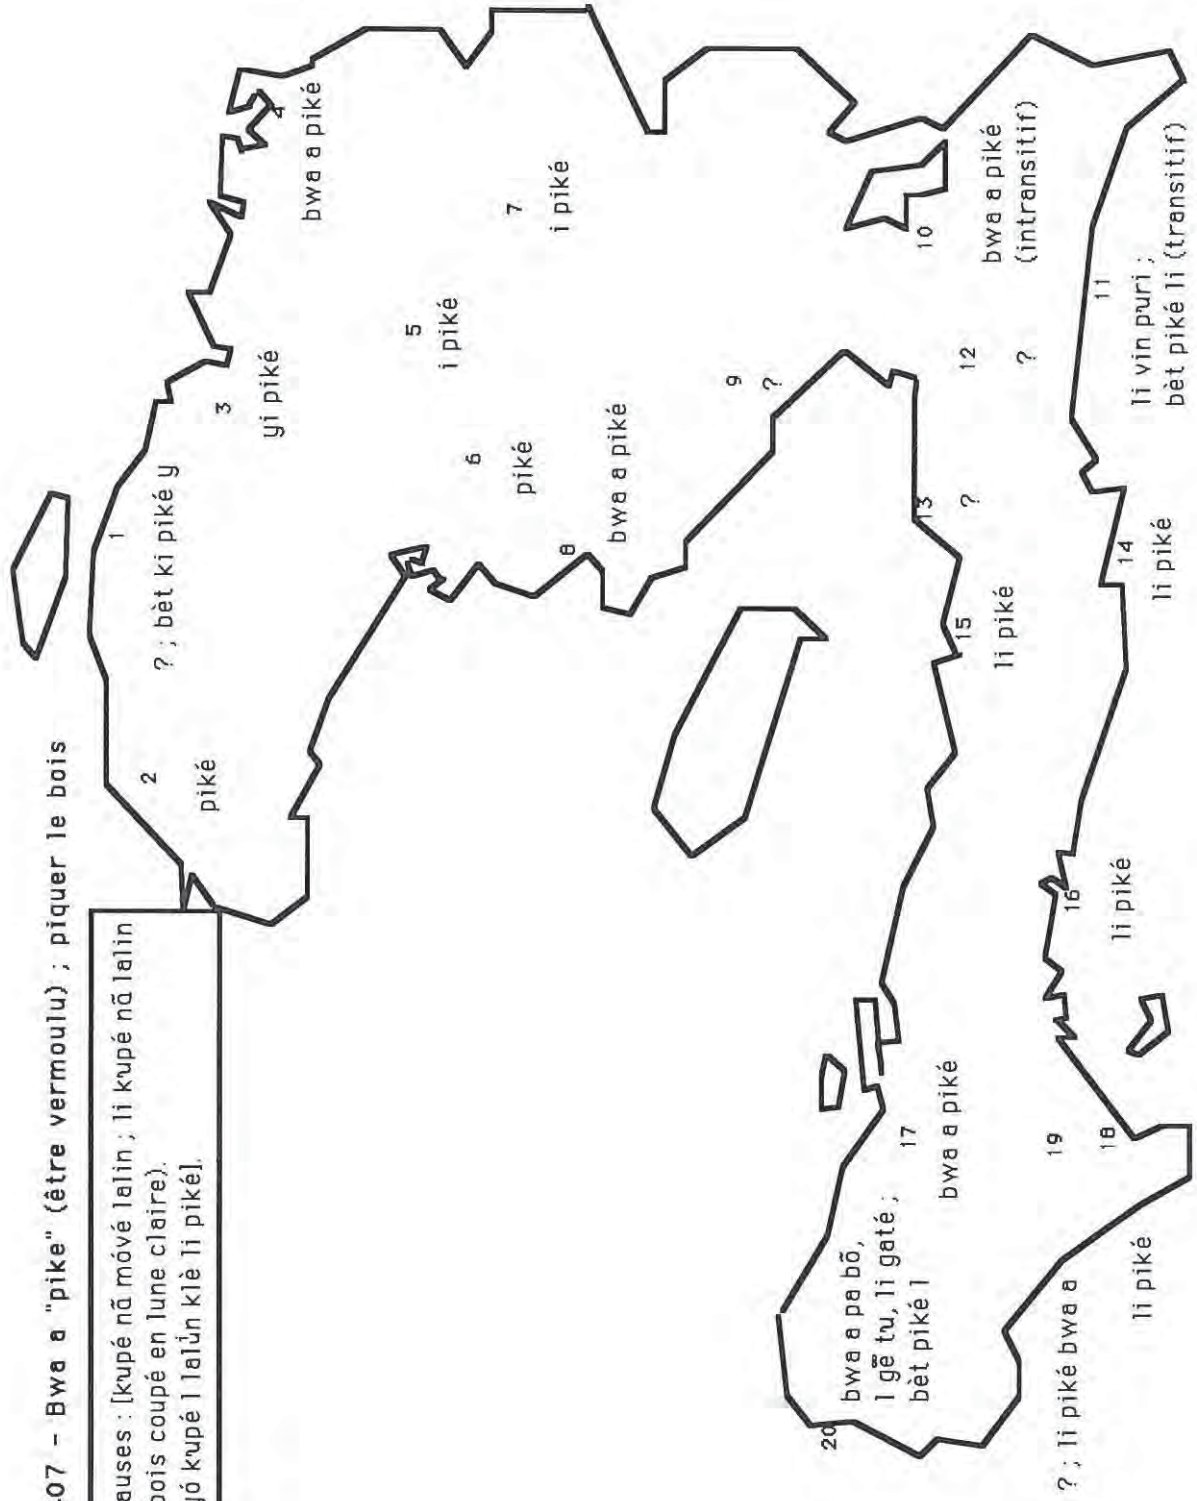 07 - Bwa a "pike" (être vermoulu) ; piquer le bois
auses : [kupé nã móvé lalin ; li kupé nã lalin
bois coupé en lune claire).
yó kupé l lalùn klè li piké].
1
? ; bèt ki piké y
2
piké
3
yi piké
4
bwa a piké
5
i piké
6
piké
7
i piké
8
bwa a piké
9
?
10
bwa a piké
(intransitif)
11
li vin puri ;
bèt piké li (transitif)
12
?
13
?
14
li piké
15
li piké
16
li piké
17
bwa a piké
18
li piké
19
? ; li piké bwa a
20
bwa a pa bõ,
l gẽ tu, li gaté ;
bèt piké l